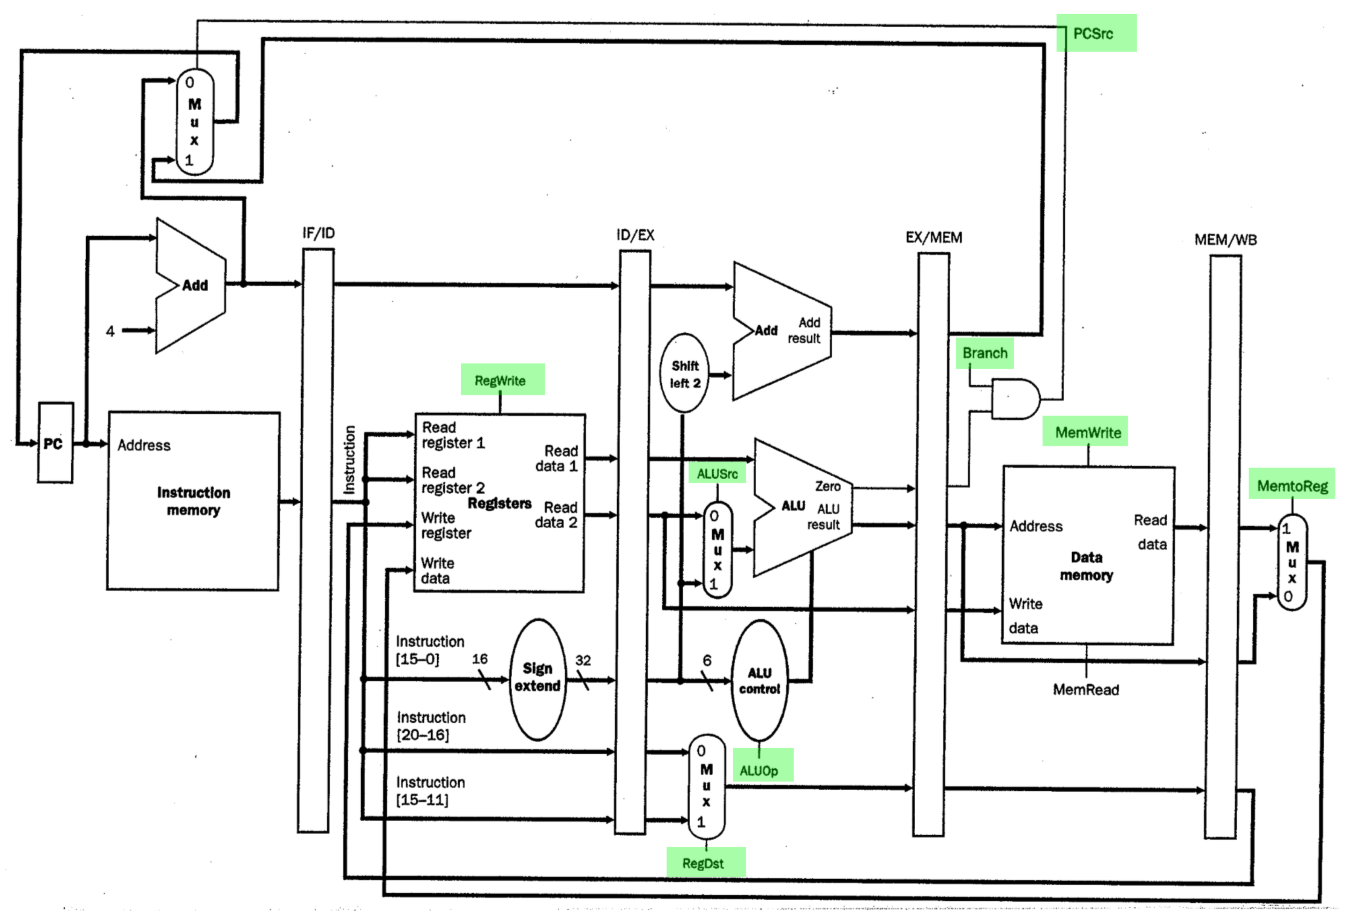 PCSrc
0
M
u
x
1
IF/ID
ID/EX
EX/MEM
MEM/WB
Add
4
Add
Add
result
Shift
left 2
Branch
RegWrite
PC
Address
Instruction
memory
Instruction
Read
register 1
Read
register 2
Write
register
Write
data
Registers
Read
data 1
Read
data 2
ALUSrc
0
M
u
x
1
Zero
ALU
ALU
result
MemWrite
Address
Read
data
Data
memory
Write
data
MemRead
MemtoReg
1
M
u
x
0
Instruction
[15–0]
16
Sign
extend
32
6
ALU
control
ALUOp
Instruction
[20–16]
Instruction
[15–11]
0
M
u
x
1
RegDst